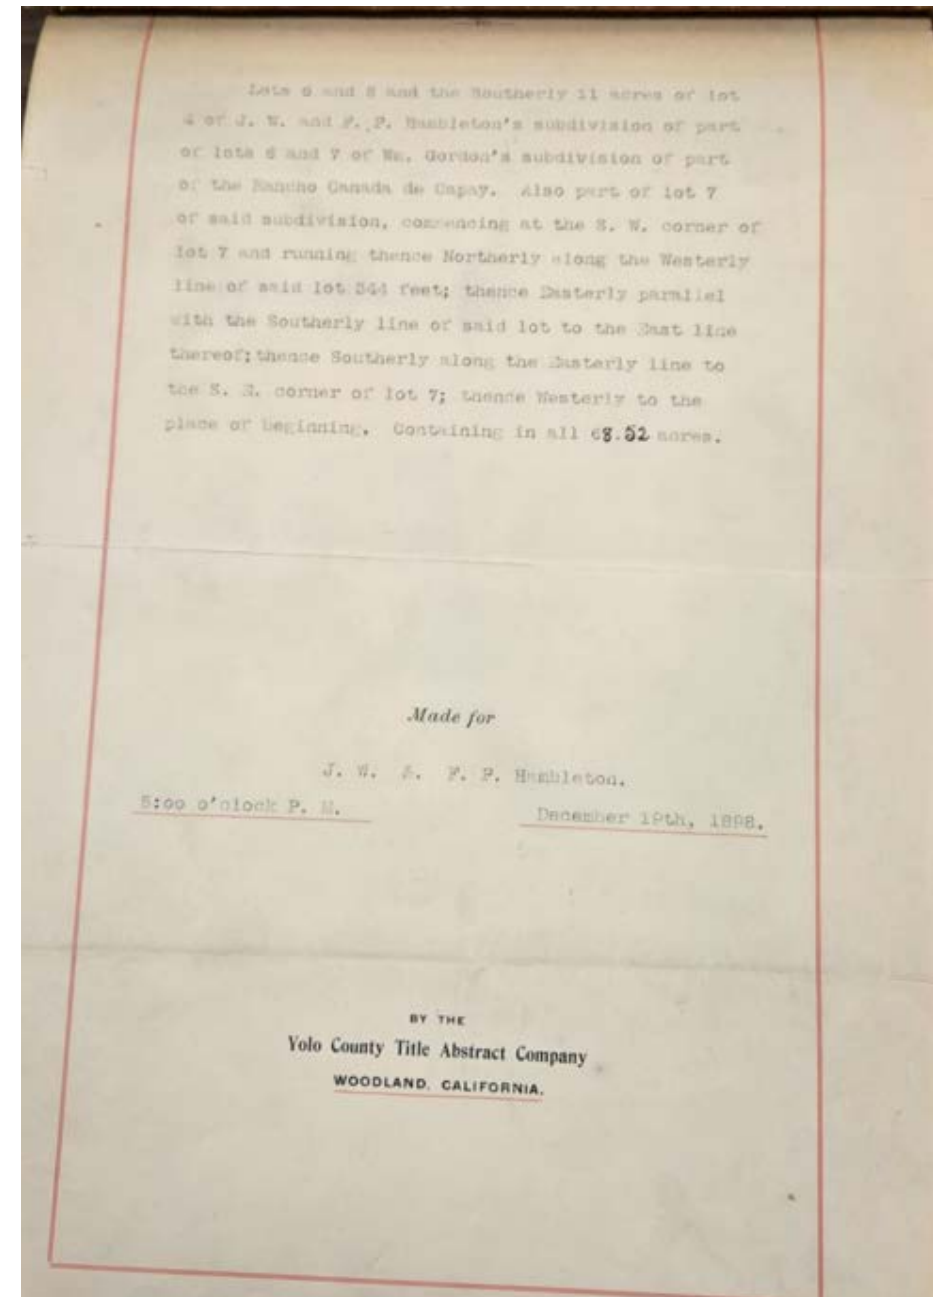 Lots 6 and 8 and the Southerly 11 acres of lot
4 of J. W. and F. P. Hambleton's subdivision of part
of lots 6 and 7 of Wm. Gordon's subdivision of part
of the Rancho Canada de Capay. Also part of lot 7
of said subdivision, commencing at the S. W. corner of
lot 7 and running thence Northerly along the Westerly
line of said lot 544 feet; thence Easterly parallel
with the Southerly line of said lot to the East line
thereof; thence Southerly along the Easterly line to
the S. E. corner of lot 7; thence Westerly to the
place of beginning. Containing in all 68.52 acres.
Made for
J. W. & F. P. Hambleton.
5:00 o'clock P. M. December 19th, 1898.
BY THE
Yolo County Title Abstract Company
WOODLAND, CALIFORNIA.